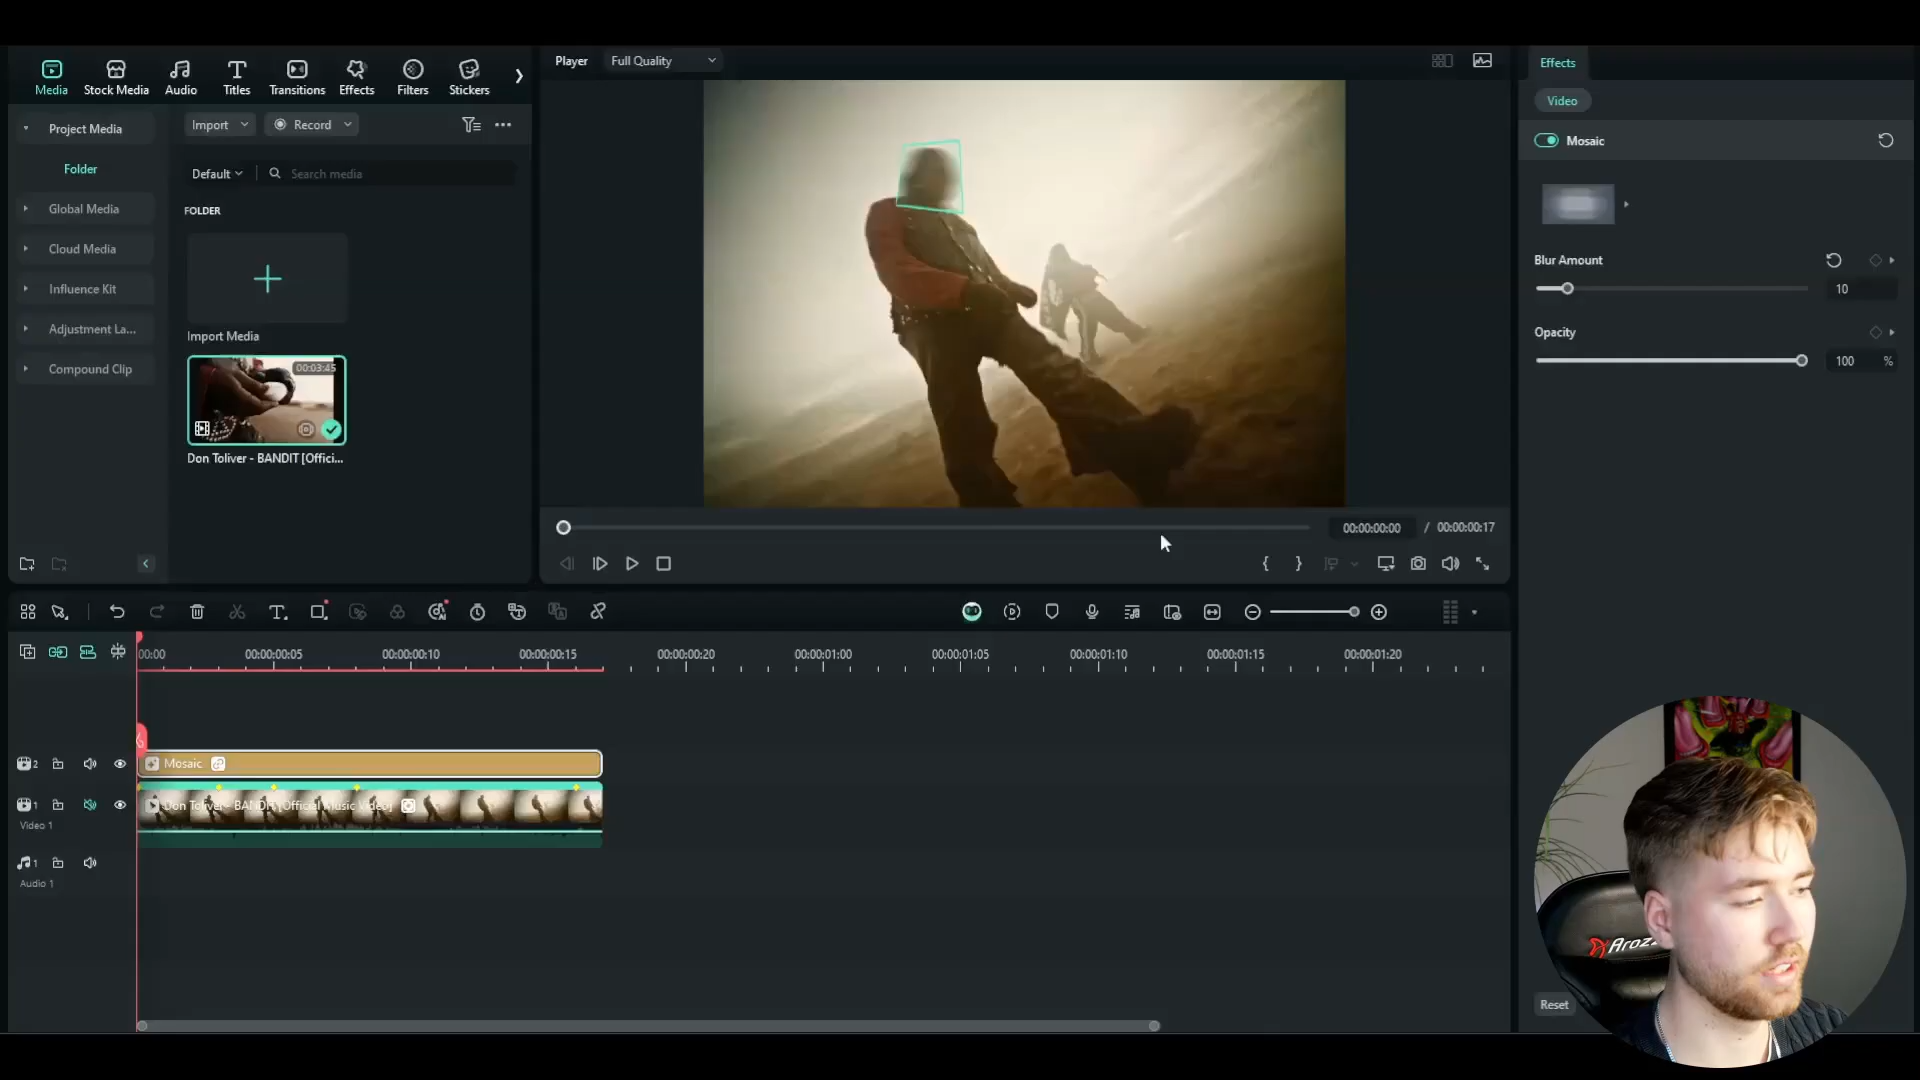 Media
Stock Media
Audio
Titles
Transitions
Effects
Filters
Stickers
Project Media
Folder
Global Media
Cloud Media
Influence Kit
Adjustment La...
Compound Clip
Import
Record
Default
Search media
FOLDER
Import Media
00:03:45
Don Toliver - BANDIT [Offici...
Player
Full Quality
00:00:00:00 / 00:00:00:17
Effects
Video
Mosaic
Blur Amount
10
Opacity
100 %
Reset
00:00
00:00:00:05
00:00:00:10
00:00:00:15
00:00:00:20
00:00:01:00
00:00:01:05
00:00:01:10
00:00:01:15
00:00:01:20
2
Mosaic
1
Don Toliver - BANDIT [Official Music Video]
Video 1
1
Audio 1